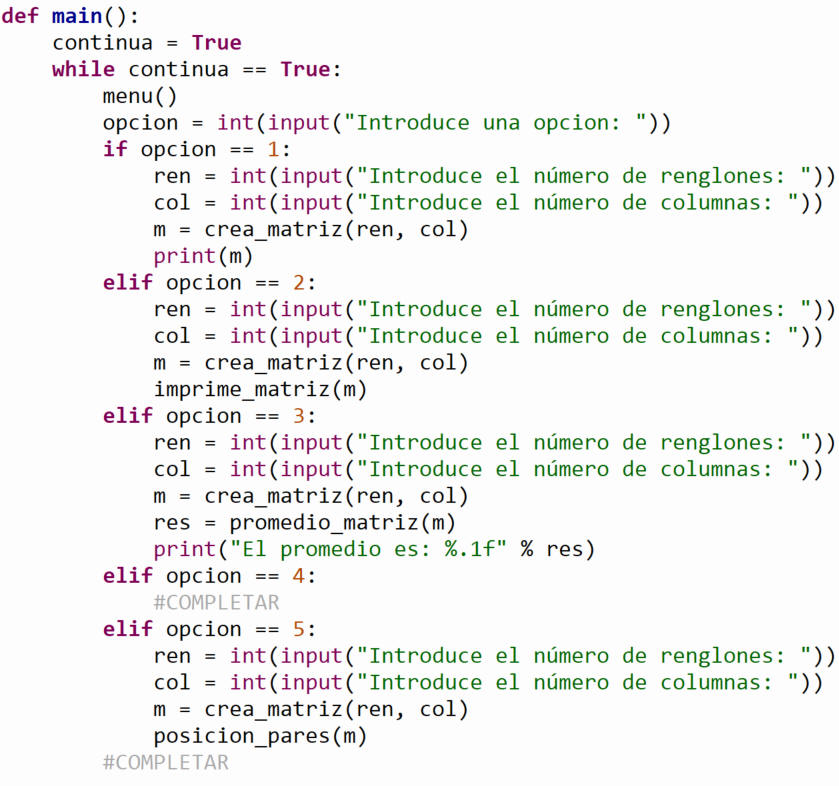 def main():
    continua = True
    while continua == True:
        menu()
        opcion = int(input("Introduce una opcion: "))
        if opcion == 1:
            ren = int(input("Introduce el número de renglones: "))
            col = int(input("Introduce el número de columnas: "))
            m = crea_matriz(ren, col)
            print(m)
        elif opcion == 2:
            ren = int(input("Introduce el número de renglones: "))
            col = int(input("Introduce el número de columnas: "))
            m = crea_matriz(ren, col)
            imprime_matriz(m)
        elif opcion == 3:
            ren = int(input("Introduce el número de renglones: "))
            col = int(input("Introduce el número de columnas: "))
            m = crea_matriz(ren, col)
            res = promedio_matriz(m)
            print("El promedio es: %.1f" % res)
        elif opcion == 4:
            #COMPLETAR
        elif opcion == 5:
            ren = int(input("Introduce el número de renglones: "))
            col = int(input("Introduce el número de columnas: "))
            m = crea_matriz(ren, col)
            posicion_pares(m)
        #COMPLETAR